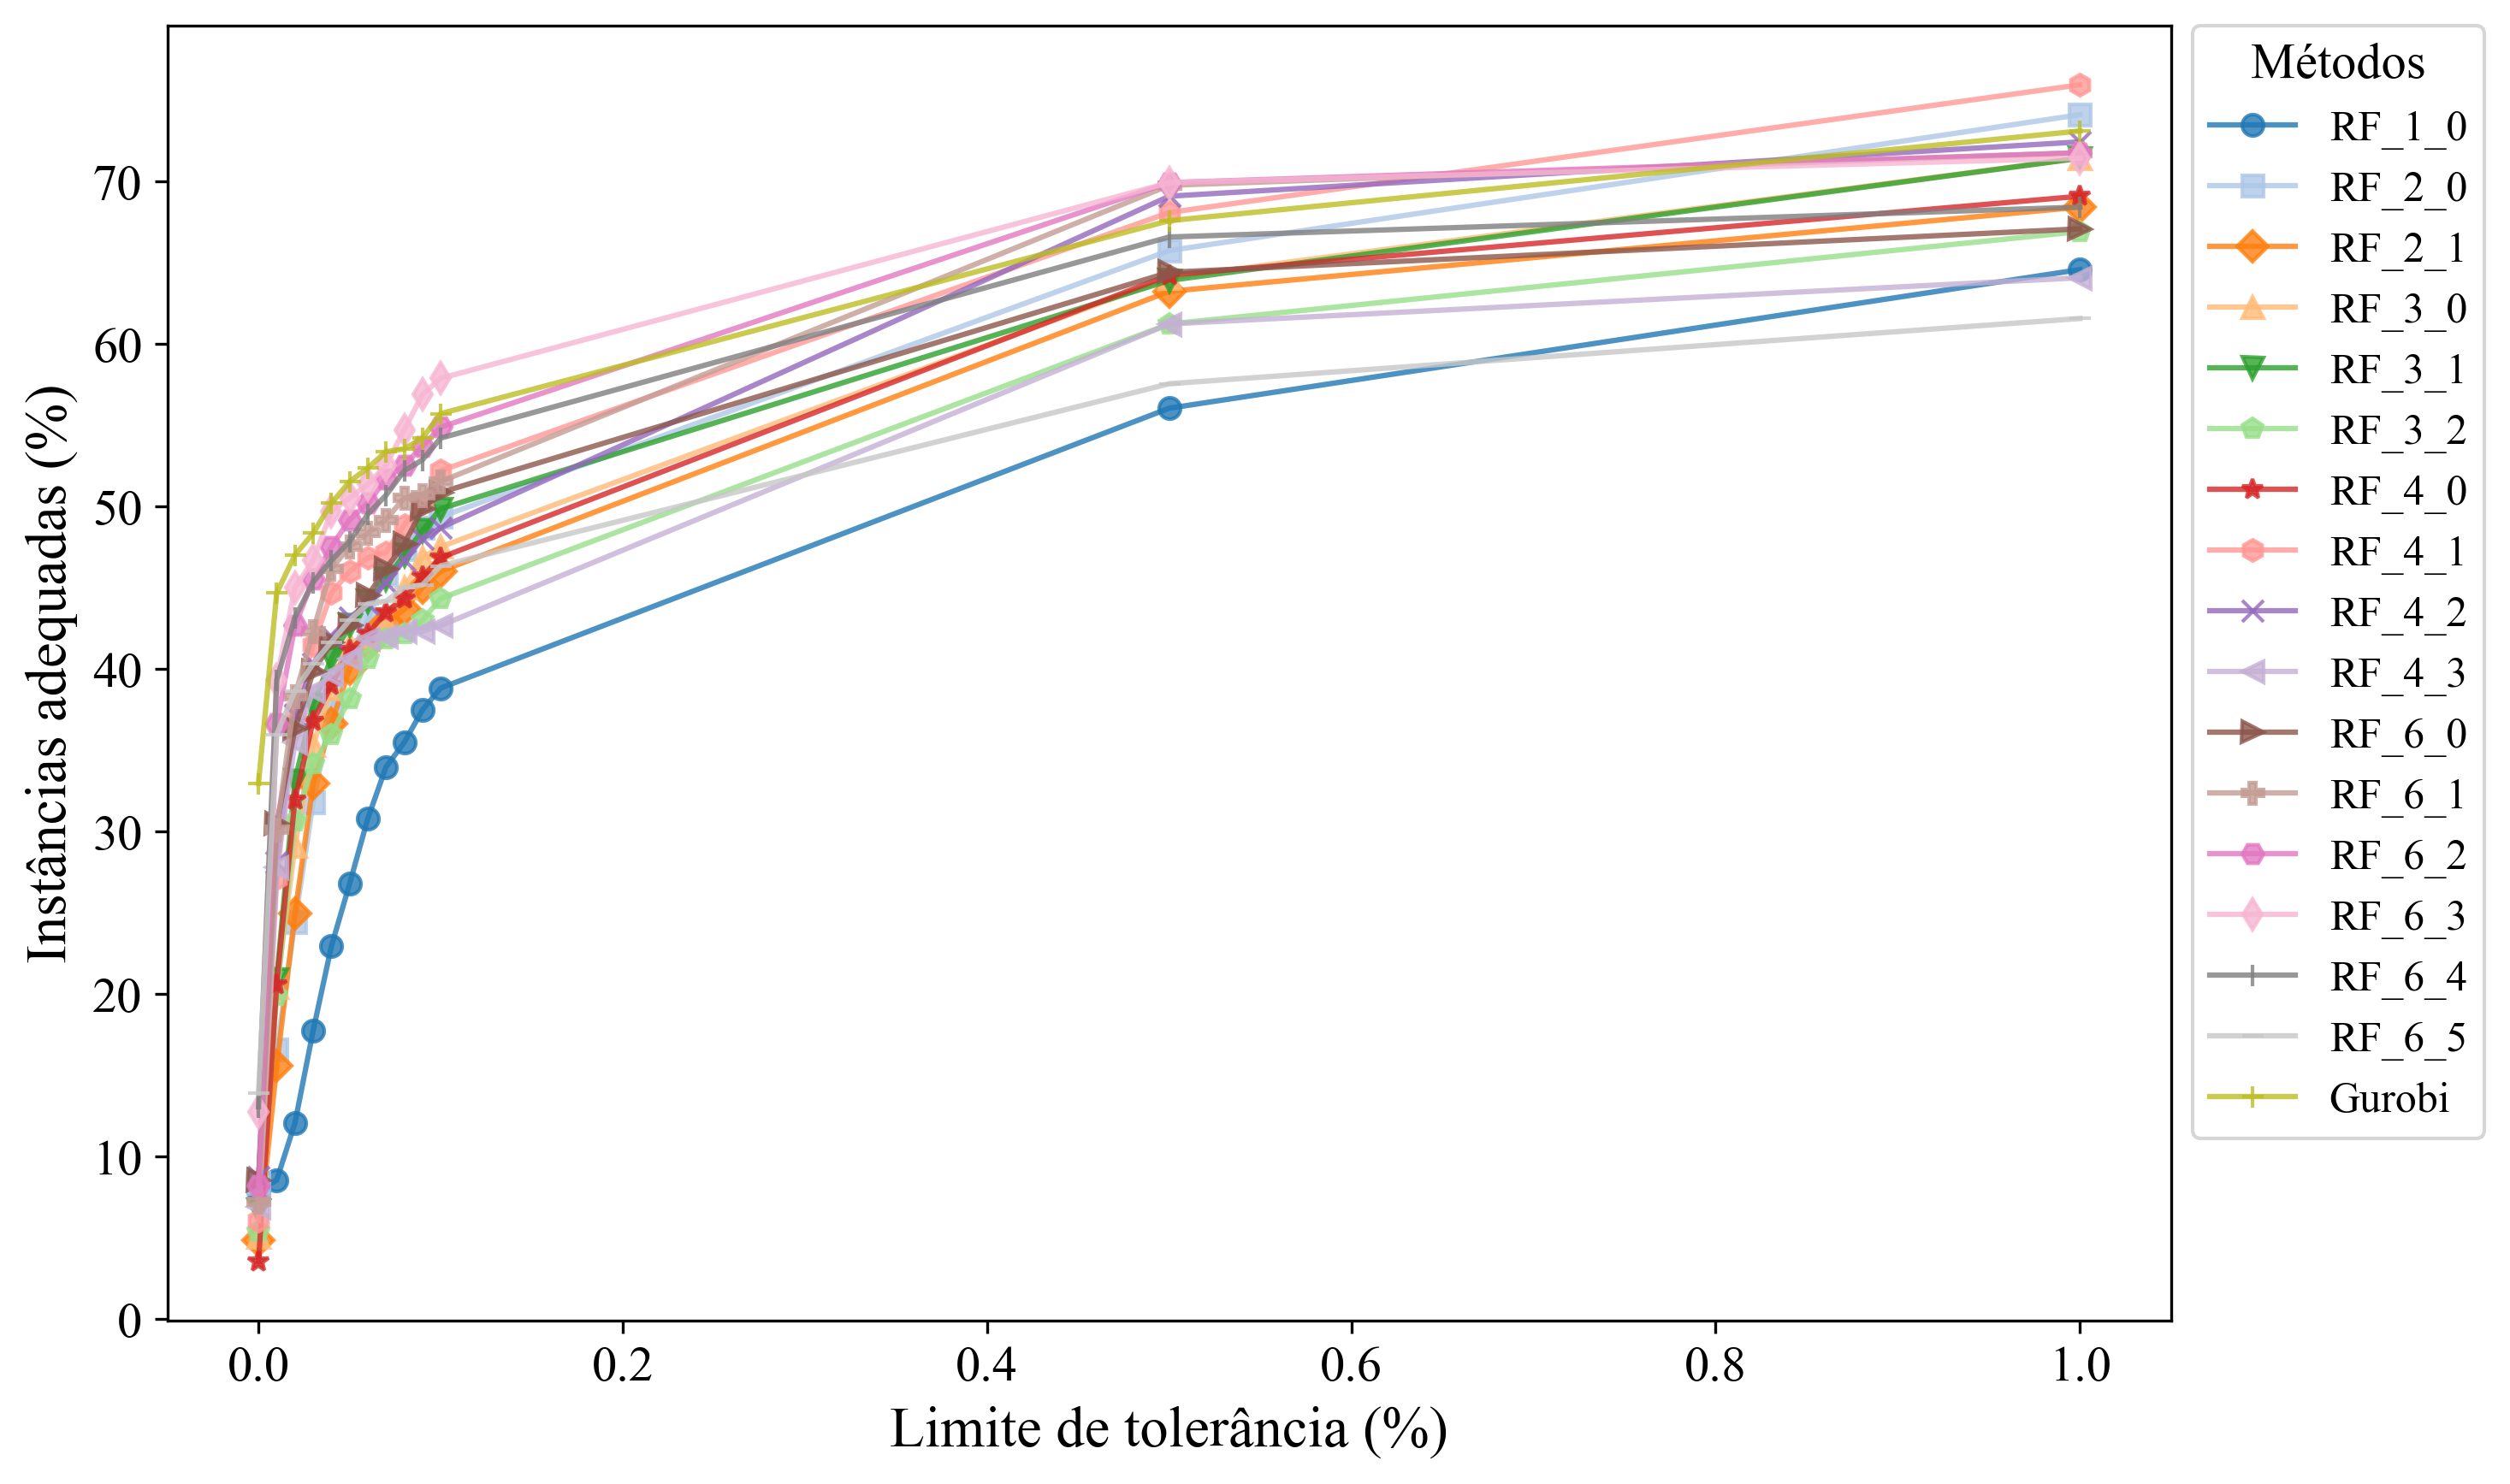 Instâncias adequadas (%)
70
60
50
40
30
20
10
0
0.0 0.2 0.4 0.6 0.8 1.0
Limite de tolerância (%)
Métodos
RF_1_0
RF_2_0
RF_2_1
RF_3_0
RF_3_1
RF_3_2
RF_4_0
RF_4_1
RF_4_2
RF_4_3
RF_6_0
RF_6_1
RF_6_2
RF_6_3
RF_6_4
RF_6_5
Gurobi